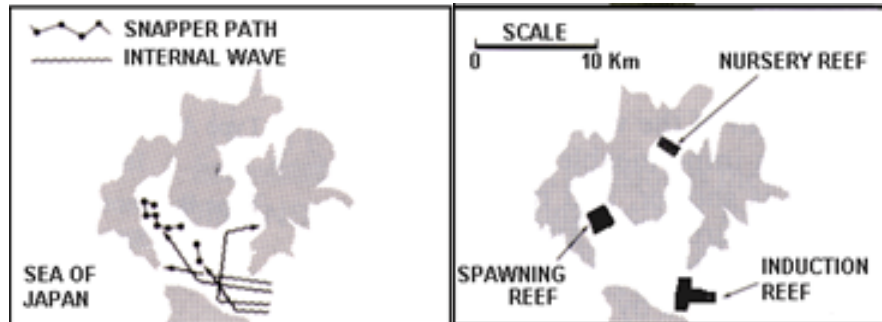 SNAPPER PATH
INTERNAL WAVE
SEA OF
JAPAN
SCALE
0 10 Km
NURSERY REEF
SPAWNING
REEF
INDUCTION
REEF